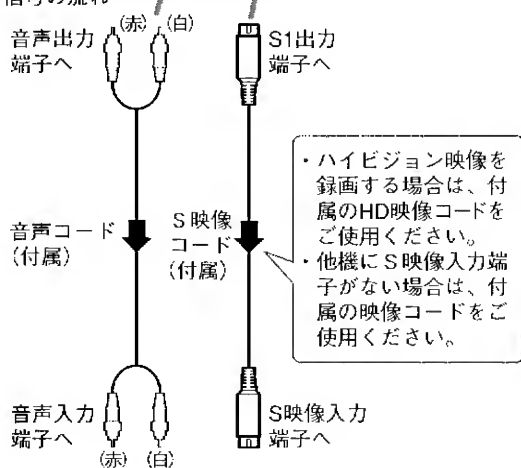 信号の流れ
(赤) (白)
音声出力
端子へ
S1出力
端子へ
・ハイビジョン映像を
録画する場合は、付
属のHD映像コードを
ご使用ください。
・他機にS映像入力端
子がない場合は、付
属の映像コードをご
使用ください。
音声コード
(付属)
S映像
コード
(付属)
音声入力
端子へ
(赤) (白)
S映像入力
端子へ